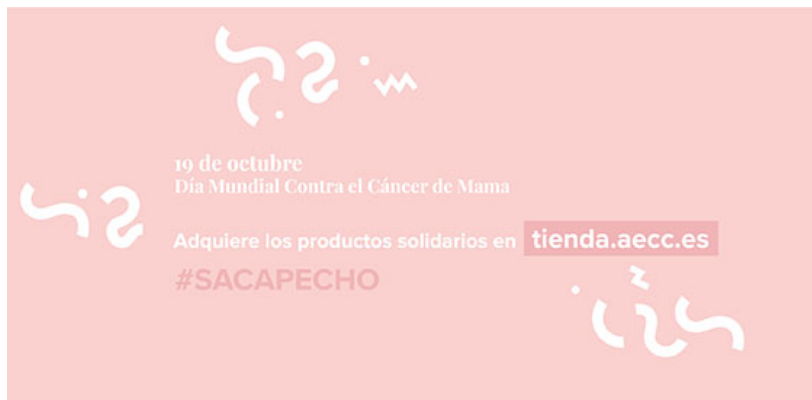 19 de octubre
Día Mundial Contra el Cáncer de Mama
Adquiere los productos solidarios en tienda.aecc.es
#SACAPECHO